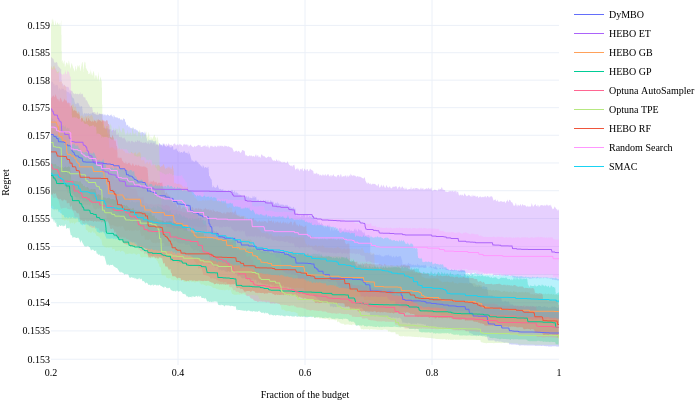 0.159
0.1585
0.158
0.1575
0.157
0.1565
0.156
0.1555
0.155
0.1545
0.154
0.1535
0.153
0.2
0.4
0.6
0.8
1
Fraction of the budget
Regret
DyMBO
HEBO ET
HEBO GB
HEBO GP
Optuna AutoSampler
Optuna TPE
HEBO RF
Random Search
SMAC